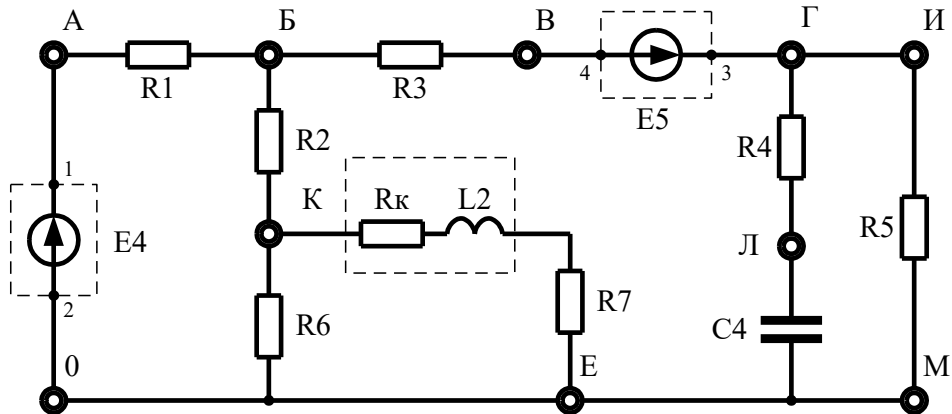 А Б В Г И
R1 R3 4 3 E5
R2 R4
1 К Rк L2
E4 Л R5
2 R6 R7 C4
0 Е М